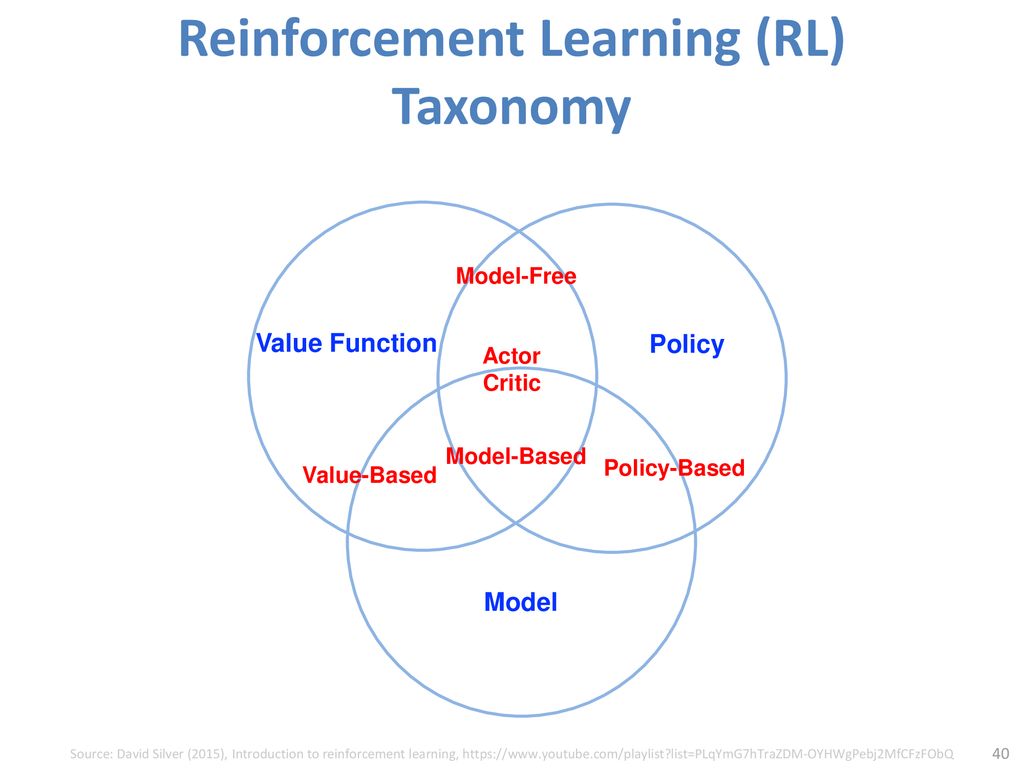 Reinforcement Learning (RL)
Taxonomy
Model-Free
Value Function
Policy
Actor
Critic
Model-Based
Value-Based
Policy-Based
Model
Source: David Silver (2015), Introduction to reinforcement learning, https://www.youtube.com/playlist?list=PLqYmG7hTraZDM-OYHWgPebj2MfCFzFObQ
40